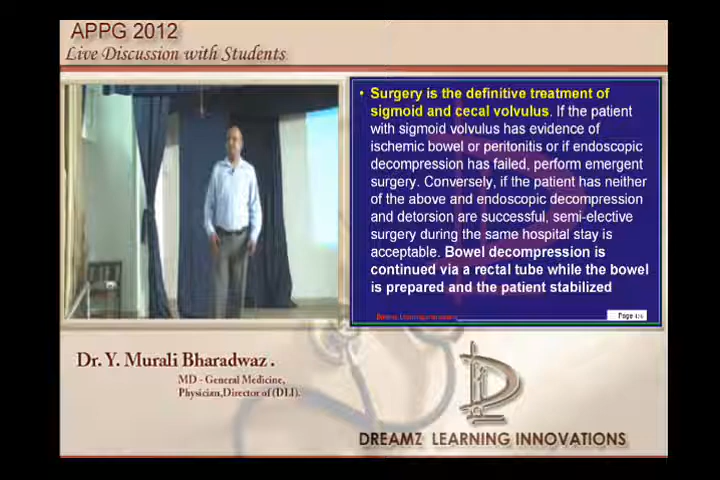 APPG 2012
Live Discussion with Students
• Surgery is the definitive treatment of
sigmoid and cecal volvulus. If the patient
with sigmoid volvulus has evidence of
ischemic bowel or peritonitis or if endoscopic
decompression has failed, perform emergent
surgery. Conversely, if the patient has neither
of the above and endoscopic decompression
and detorsion are successful, semi-elective
surgery during the same hospital stay is
acceptable. Bowel decompression is
continued via a rectal tube while the bowel
is prepared and the patient stabilized
Page
Dr. Y. Murali Bharadwaz .
MD - General Medicine,
Physician,Director of (DLI).
DREAMZ LEARNING INNOVATIONS